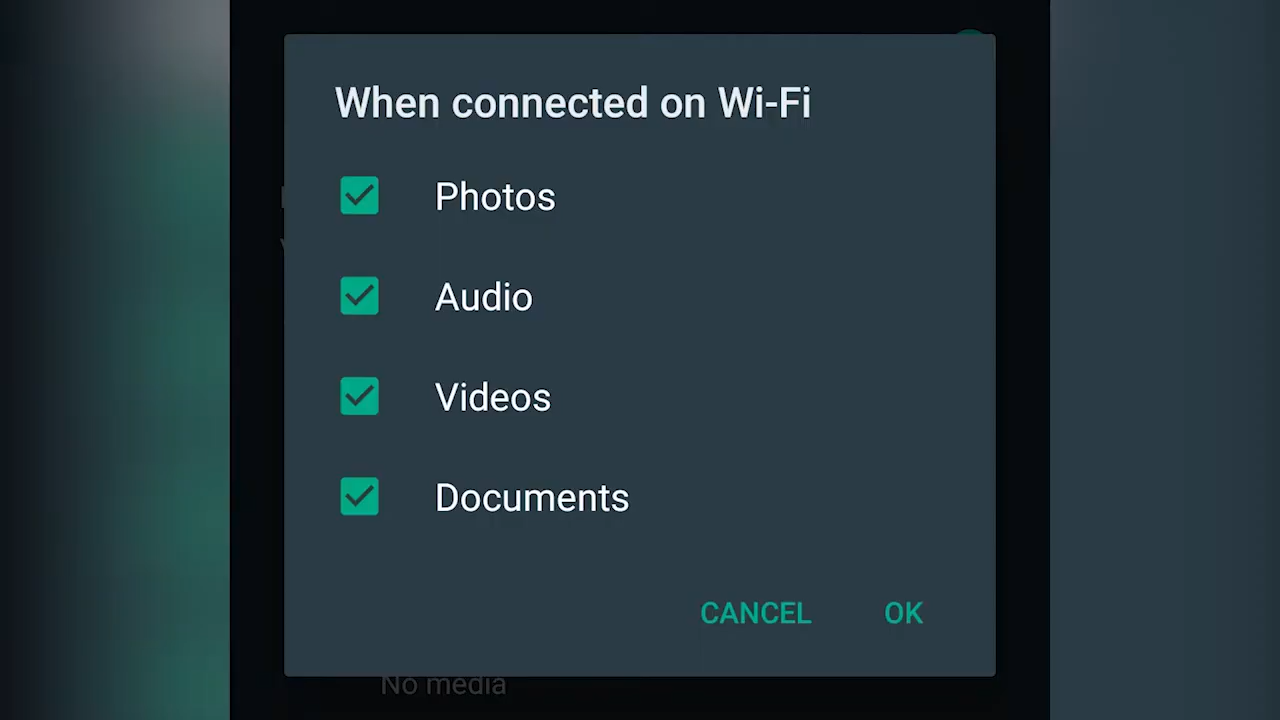 When connected on Wi-Fi
Photos
Audio
Videos
Documents
CANCEL OK
No media